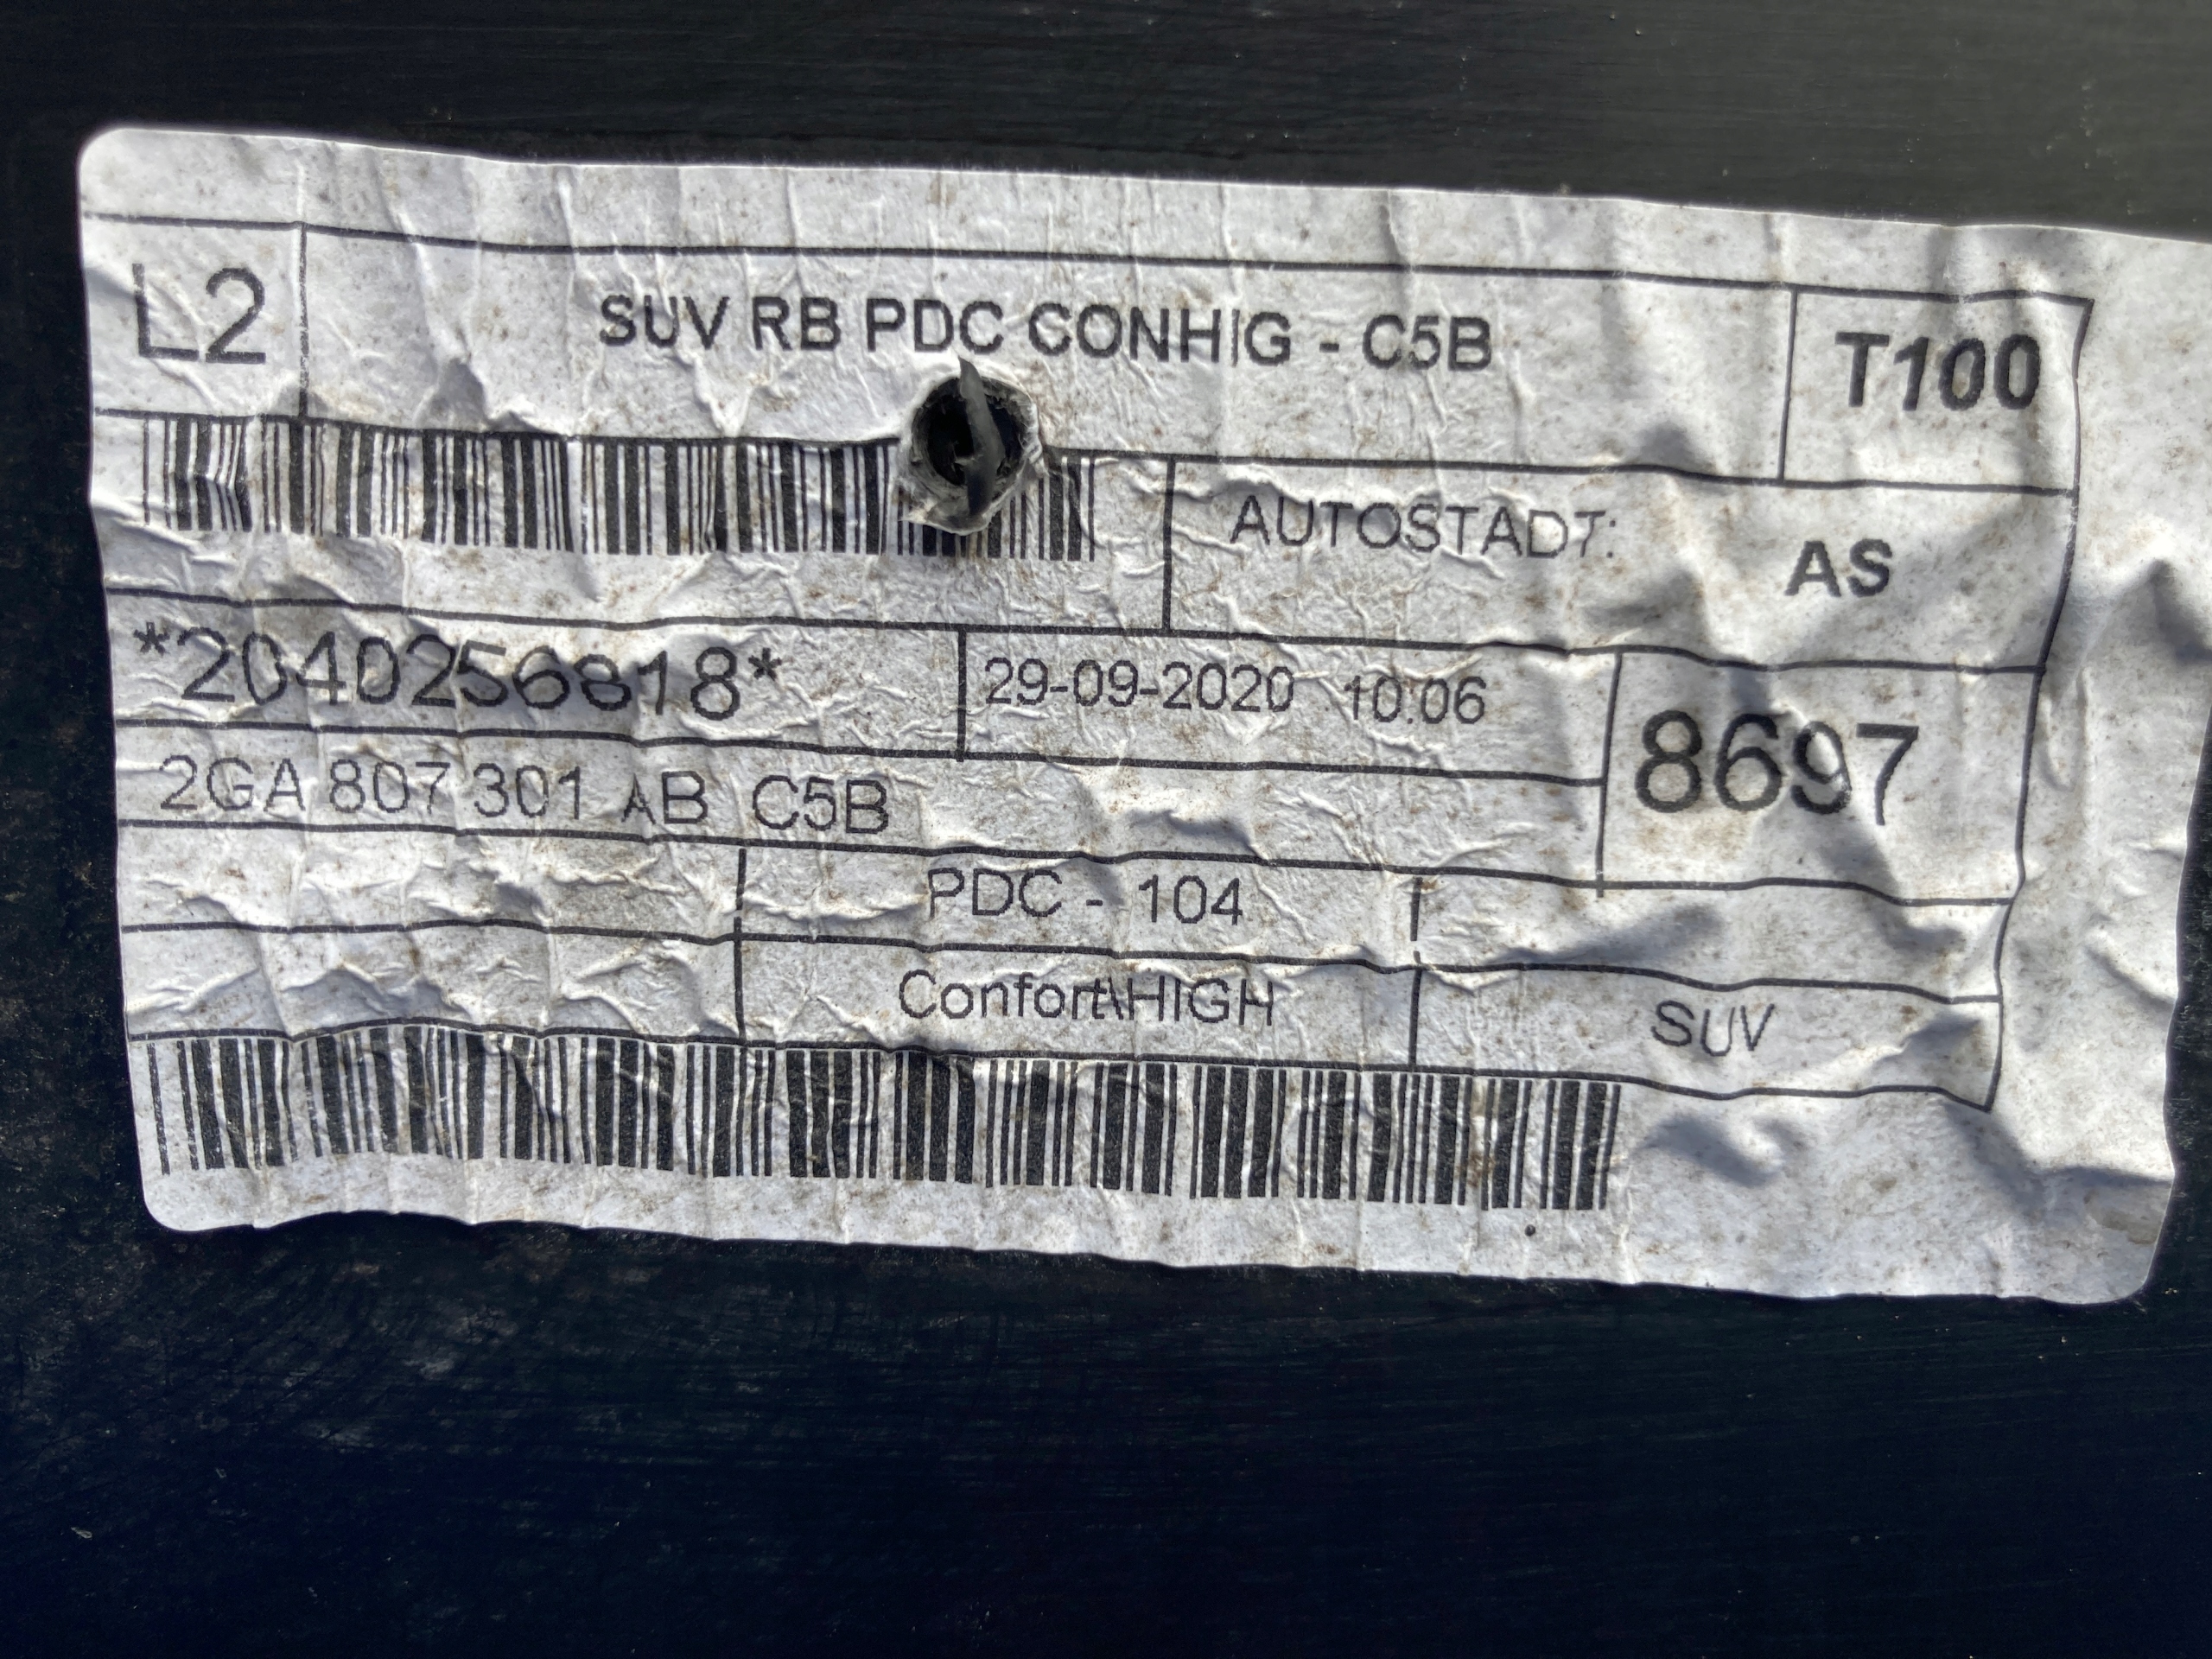 L2
SUV RB PDC CONHIG - C5B
T100
AUTOSTADT:
AS
*2040256818*
29-09-2020 10:06
8697
2GA 807 301 AB C5B
PDC - 104
Confort\HIGH
SUV